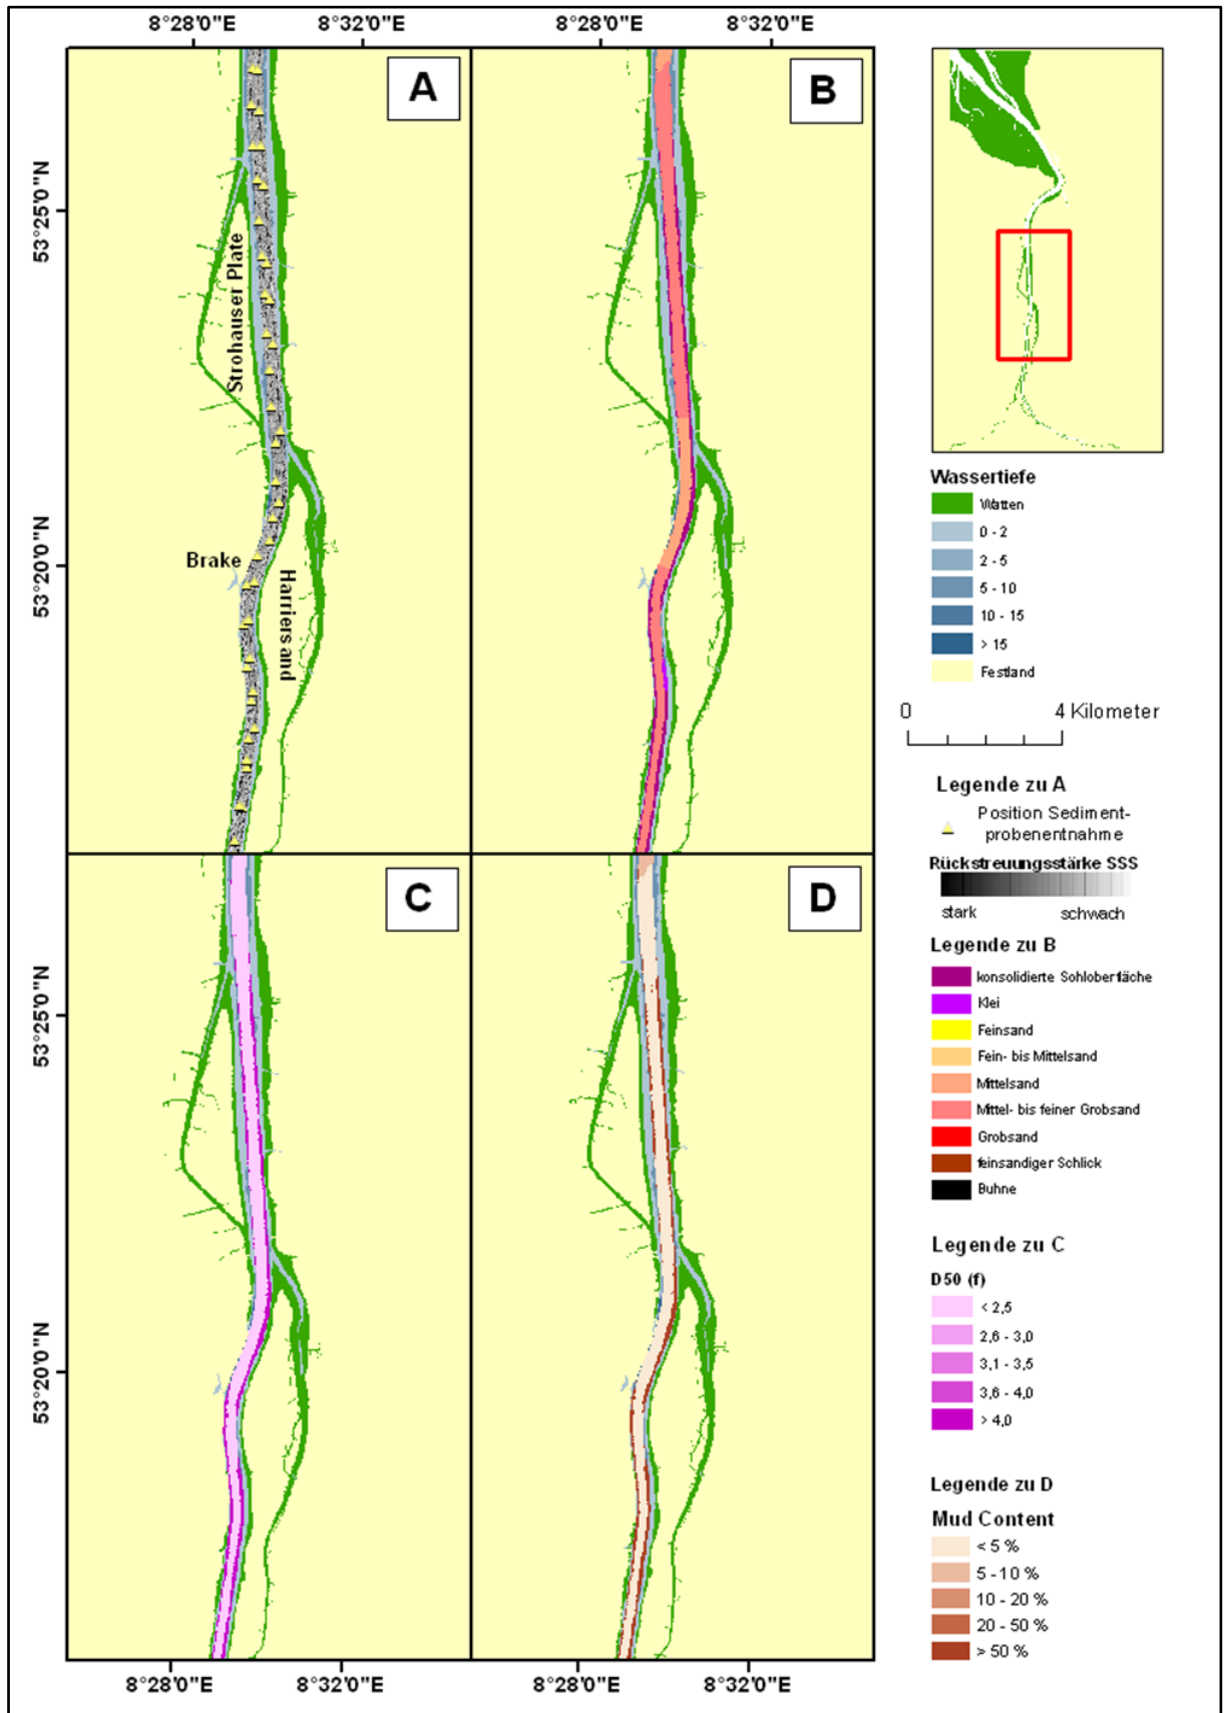 8°28'0"E 8°32'0"E 8°28'0"E 8°32'0"E
A
B
53°25'0"N
Strohauser Plate
53°20'0"N
Brake
Harriersand
C
D
53°25'0"N
53°20'0"N
8°28'0"E 8°32'0"E 8°28'0"E 8°32'0"E
Wassertiefe
Watten
0 - 2
2 - 5
5 - 10
10 - 15
> 15
Festland
0 4 Kilometer
Legende zu A
Position Sediment-
probenentnahme
Rückstreuungsstärke SSS
stark schwach
Legende zu B
konsolidierte Sohloberfläche
Klei
Feinsand
Fein- bis Mittelsand
Mittelsand
Mittel- bis feiner Grobsand
Grobsand
feinsandiger Schlick
Buhne
Legende zu C
D50 (f)
< 2,5
2,6 - 3,0
3,1 - 3,5
3,6 - 4,0
> 4,0
Legende zu D
Mud Content
< 5 %
5 - 10 %
10 - 20 %
20 - 50 %
> 50 %